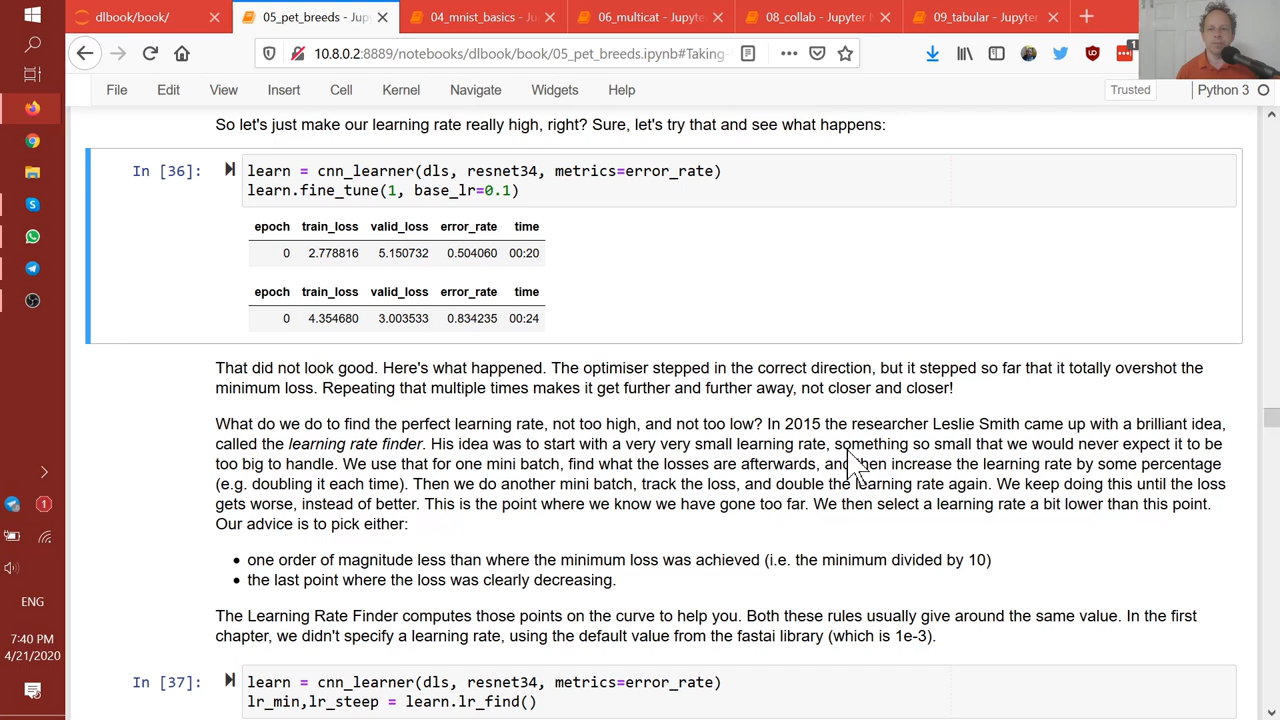 dlbook/book/
05_pet_breeds - Jupy
04_mnist_basics - Jupyte
06_multicat - Jupyter N
08_collab - Jupyter N
09_tabular - Jupyter
10.8.0.2:8889/notebooks/dlbook/book/05_pet_breeds.ipynb#Taking-
1
File Edit View Insert Cell Kernel Navigate Widgets Help
Trusted
Python 3
So let's just make our learning rate really high, right? Sure, let's try that and see what happens:
In [36]:
learn = cnn_learner(dls, resnet34, metrics=error_rate)
learn.fine_tune(1, base_lr=0.1)
epoch train_loss valid_loss error_rate time
0 2.778816 5.150732 0.504060 00:20
epoch train_loss valid_loss error_rate time
0 4.354680 3.003533 0.834235 00:24
That did not look good. Here's what happened. The optimiser stepped in the correct direction, but it stepped so far that it totally overshot the
minimum loss. Repeating that multiple times makes it get further and further away, not closer and closer!
What do we do to find the perfect learning rate, not too high, and not too low? In 2015 the researcher Leslie Smith came up with a brilliant idea,
called the learning rate finder. His idea was to start with a very very small learning rate, something so small that we would never expect it to be
too big to handle. We use that for one mini batch, find what the losses are afterwards, and then increase the learning rate by some percentage
(e.g. doubling it each time). Then we do another mini batch, track the loss, and double the learning rate again. We keep doing this until the loss
gets worse, instead of better. This is the point where we know we have gone too far. We then select a learning rate a bit lower than this point.
Our advice is to pick either:
• one order of magnitude less than where the minimum loss was achieved (i.e. the minimum divided by 10)
• the last point where the loss was clearly decreasing.
The Learning Rate Finder computes those points on the curve to help you. Both these rules usually give around the same value. In the first
chapter, we didn't specify a learning rate, using the default value from the fastai library (which is 1e-3).
In [37]:
learn = cnn_learner(dls, resnet34, metrics=error_rate)
lr_min,lr_steep = learn.lr_find()
1
ENG
7:40 PM
4/21/2020